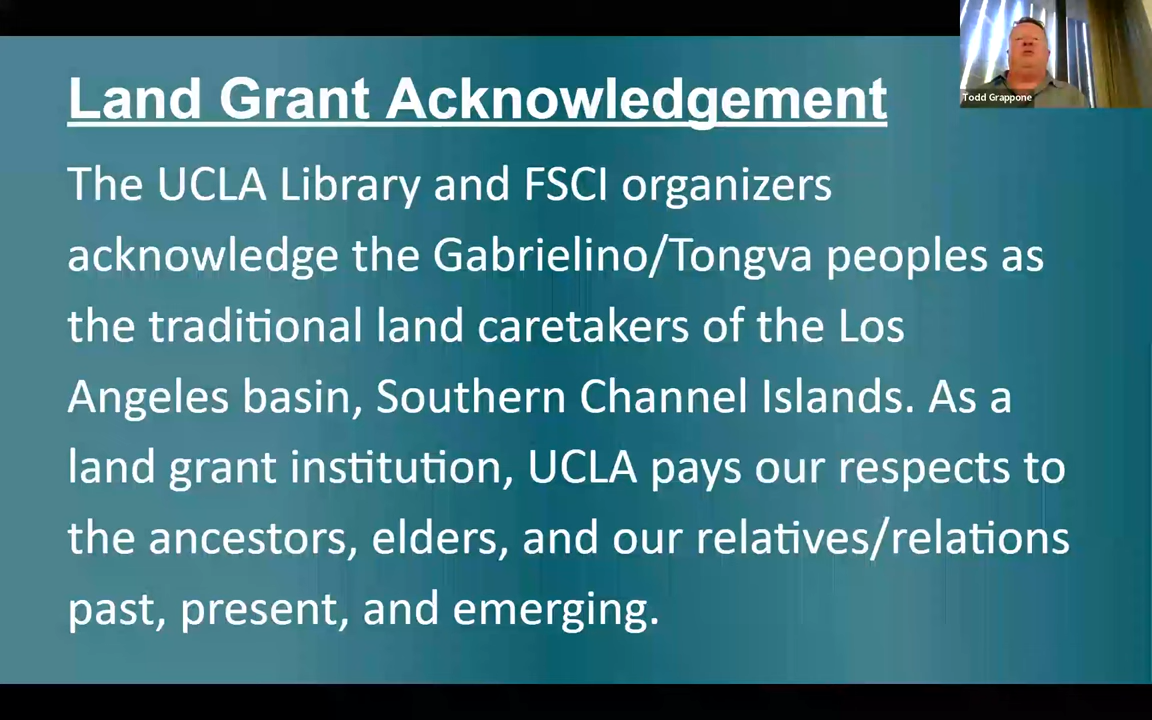 Land Grant Acknowledgement
Todd Grappone
The UCLA Library and FSCI organizers
acknowledge the Gabrielino/Tongva peoples as
the traditional land caretakers of the Los
Angeles basin, Southern Channel Islands. As a
land grant institution, UCLA pays our respects to
the ancestors, elders, and our relatives/relations
past, present, and emerging.